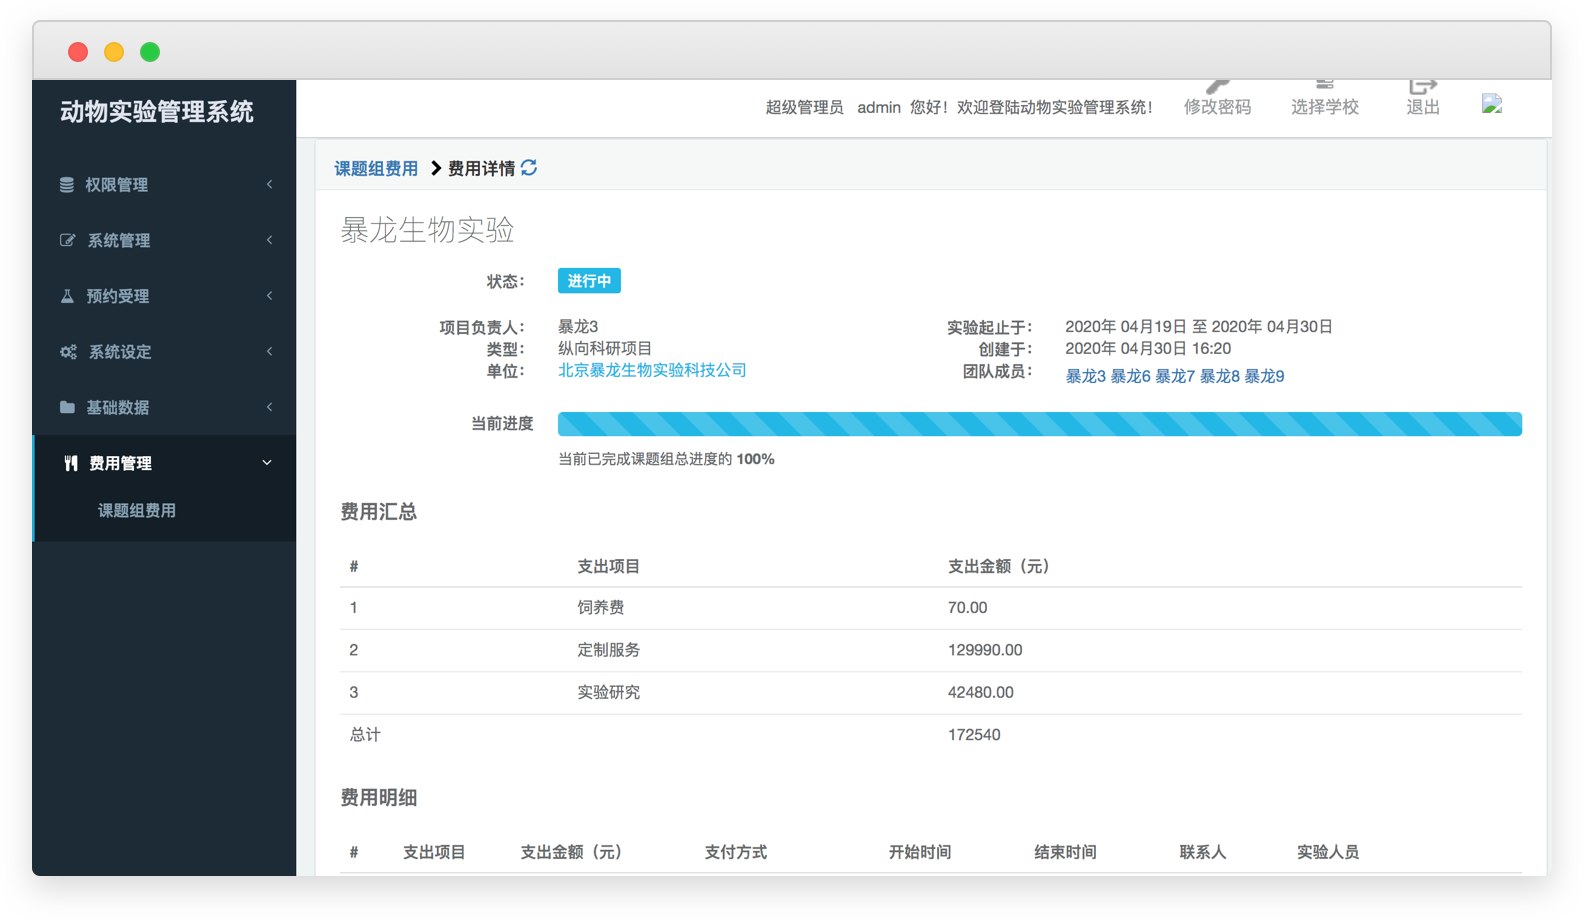 动物实验管理系统
超级管理员 admin 您好！欢迎登陆动物实验管理系统！ 修改密码 选择学校 退出
权限管理
系统管理
预约受理
系统设定
基础数据
费用管理
课题组费用
课题组费用 费用详情
暴龙生物实验
状态： 进行中
项目负责人： 暴龙3 实验起止于： 2020年 04月19日 至 2020年 04月30日
类型： 纵向科研项目 创建于： 2020年 04月30日 16:20
单位： 北京暴龙生物实验科技公司 团队成员： 暴龙3 暴龙6 暴龙7 暴龙8 暴龙9
当前进度
当前已完成课题组总进度的 100%
费用汇总
# 支出项目 支出金额（元）
1 饲养费 70.00
2 定制服务 129990.00
3 实验研究 42480.00
总计 172540
费用明细
# 支出项目 支出金额（元） 支付方式 开始时间 结束时间 联系人 实验人员